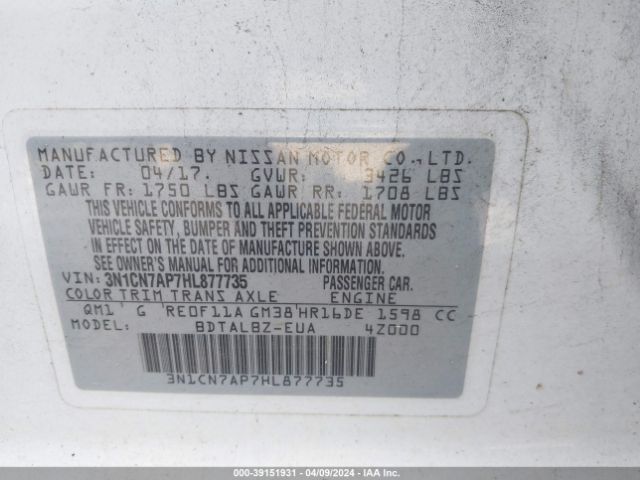 MANUFACTURED BY NISSAN MOTOR CO., LTD.
DATE: 04/17. GVWR: 3426 LBS
GAWR FR: 1750 LBS GAWR RR: 1708 LBS
THIS VEHICLE CONFORMS TO ALL APPLICABLE FEDERAL MOTOR
VEHICLE SAFETY, BUMPER AND THEFT PREVENTION STANDARDS
IN EFFECT ON THE DATE OF MANUFACTURE SHOWN ABOVE.
SEE OWNER'S MANUAL FOR ADDITIONAL INFORMATION.
VIN: 3N1CN7AP7HL877735 PASSENGER CAR.
COLOR TRIM TRANS AXLE ENGINE
QM1 G RE0F11A GM38 HR16DE 1598 CC
MODEL: BDTALBZ-EUA 4Z000
3N1CN7AP7HL877735
000-39151931 - 04/09/2024 - IAA Inc.